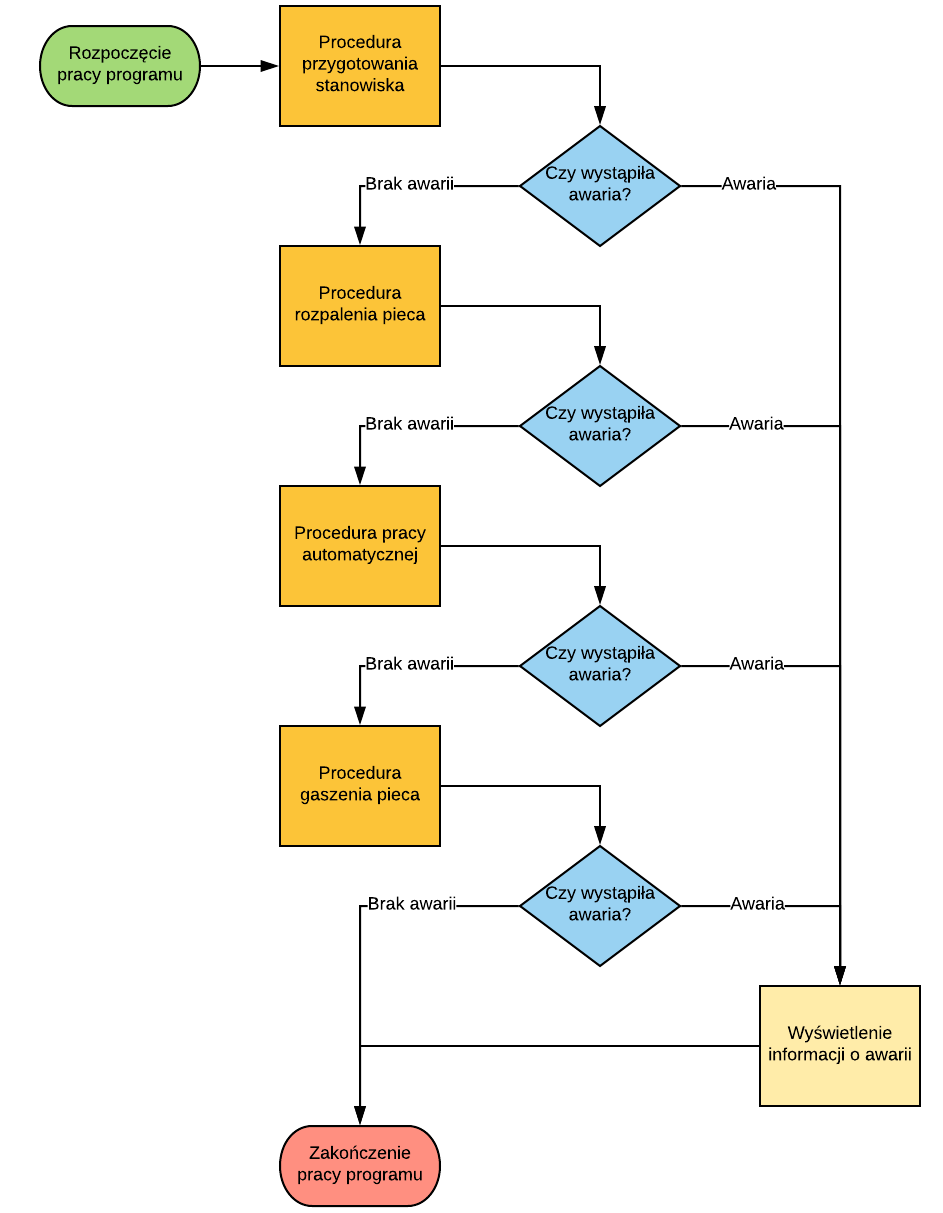 Rozpoczęcie
pracy programu
Procedura
przygotowania
stanowiska
Czy wystąpiła
awaria?
Brak awarii
Awaria
Procedura
rozpalenia pieca
Czy wystąpiła
awaria?
Brak awarii
Awaria
Procedura pracy
automatycznej
Czy wystąpiła
awaria?
Brak awarii
Awaria
Procedura
gaszenia pieca
Czy wystąpiła
awaria?
Brak awarii
Awaria
Wyświetlenie
informacji o awarii
Zakończenie
pracy programu